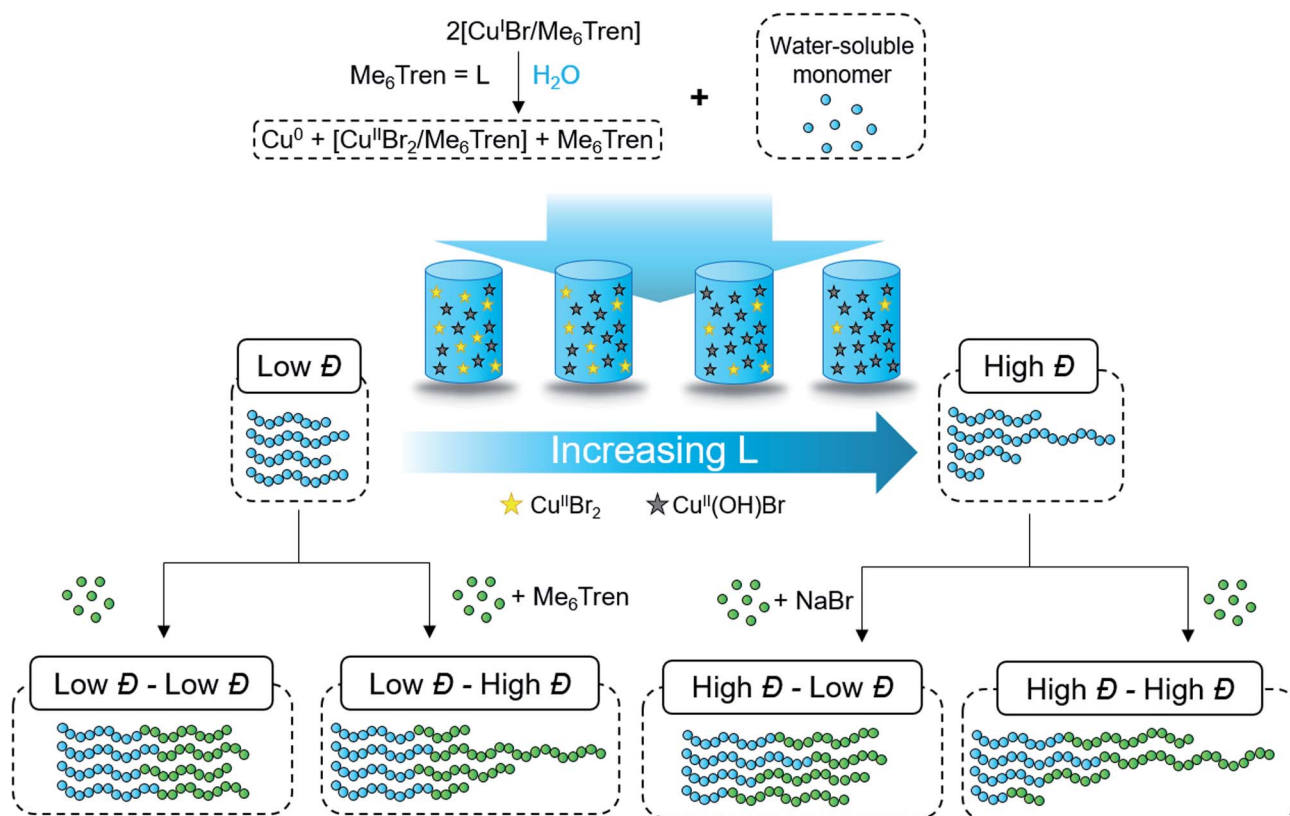 2[CuᴵBr/Me₆Tren]
Me₆Tren = L
H₂O
Cu⁰ + [CuᴵᴵBr₂/Me₆Tren] + Me₆Tren
+
Water-soluble
monomer
Low Đ
High Đ
Increasing L
CuᴵᴵBr₂
Cuᴵᴵ(OH)Br
+ Me₆Tren
+ NaBr
Low Đ - Low Đ
Low Đ - High Đ
High Đ - Low Đ
High Đ - High Đ